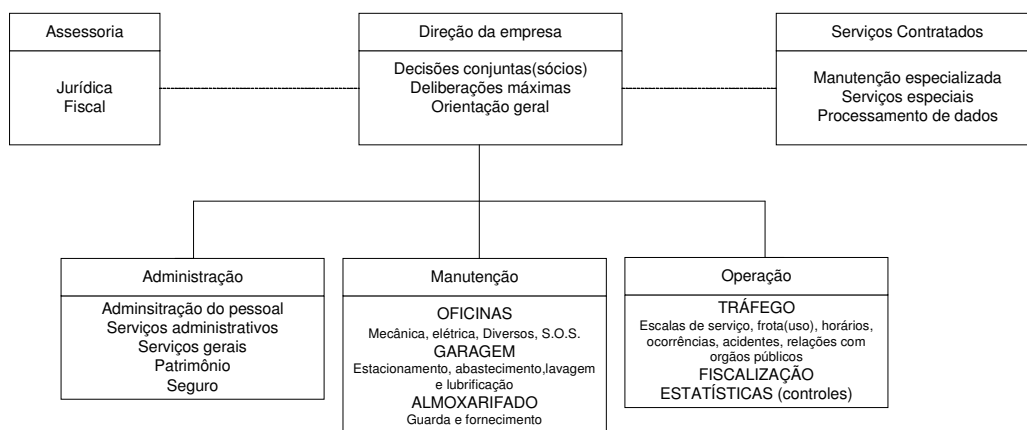 Assessoria
Jurídica
Fiscal
Direção da empresa
Decisões conjuntas(sócios)
Deliberações máximas
Orientação geral
Serviços Contratados
Manutenção especializada
Serviços especiais
Processamento de dados
Administração
Adminsitração do pessoal
Serviços administrativos
Serviços gerais
Patrimônio
Seguro
Manutenção
OFICINAS
Mecânica, elétrica, Diversos, S.O.S.
GARAGEM
Estacionamento, abastecimento,lavagem
e lubrificação
ALMOXARIFADO
Guarda e fornecimento
Operação
TRÁFEGO
Escalas de serviço, frota(uso), horários,
ocorrências, acidentes, relações com
orgãos públicos
FISCALIZAÇÃO
ESTATÍSTICAS (controles)